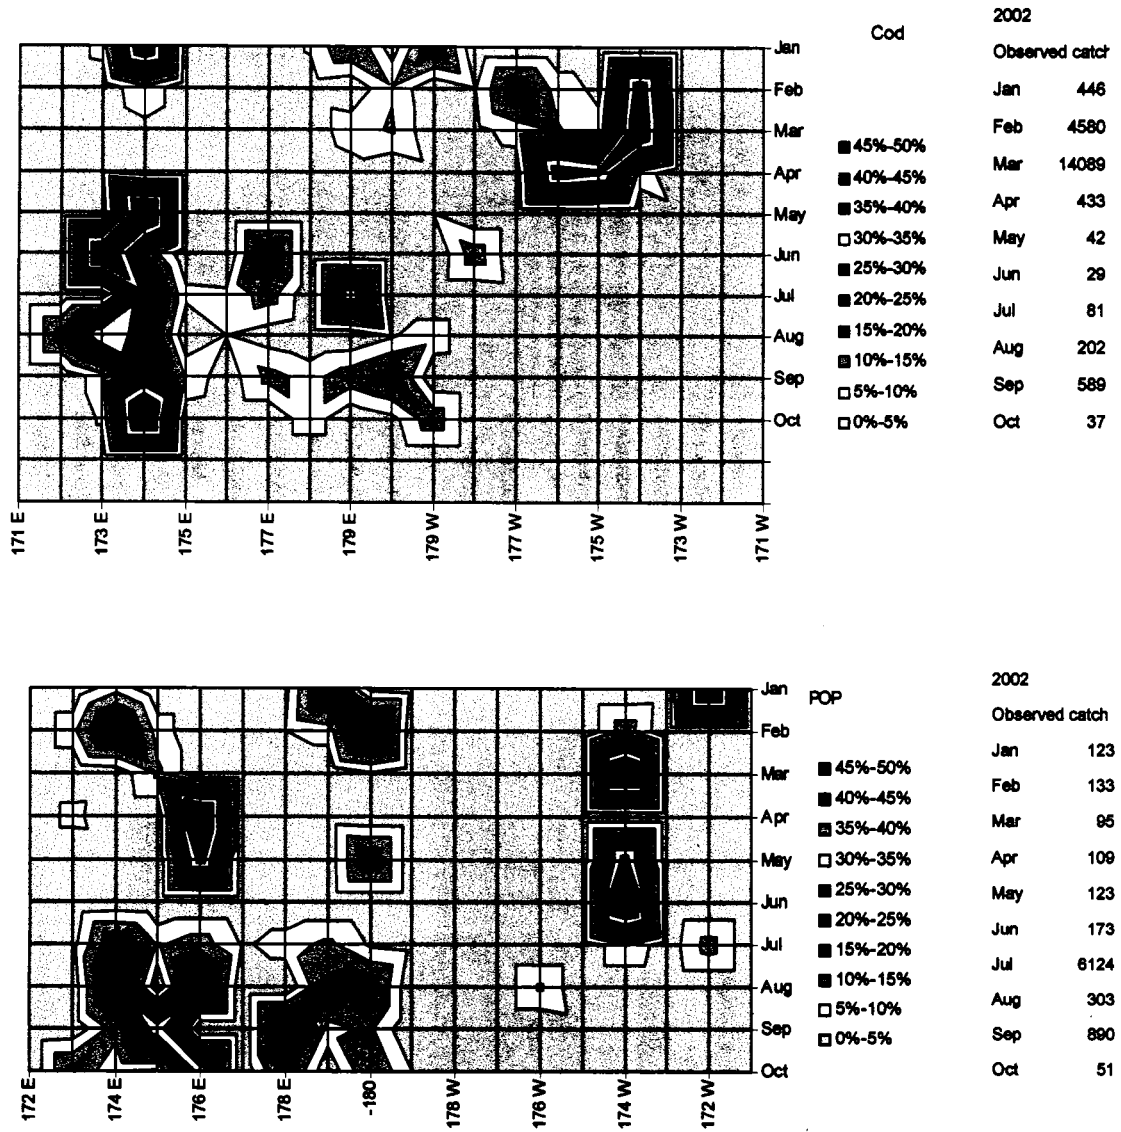 Cod
2002
Observed catch
Jan 446
Feb 4580
Mar 14089
Apr 433
May 42
Jun 29
Jul 81
Aug 202
Sep 589
Oct 37
45%-50%
40%-45%
35%-40%
30%-35%
25%-30%
20%-25%
15%-20%
10%-15%
5%-10%
0%-5%
Jan
Feb
Mar
Apr
May
Jun
Jul
Aug
Sep
Oct
171 E 173 E 175 E 177 E 179 E 179 W 177 W 175 W 173 W 171 W
POP
2002
Observed catch
Jan 123
Feb 133
Mar 95
Apr 109
May 123
Jun 173
Jul 6124
Aug 303
Sep 890
Oct 51
45%-50%
40%-45%
35%-40%
30%-35%
25%-30%
20%-25%
15%-20%
10%-15%
5%-10%
0%-5%
Jan
Feb
Mar
Apr
May
Jun
Jul
Aug
Sep
Oct
172 E 174 E 176 E 178 E -180 178 W 176 W 174 W 172 W